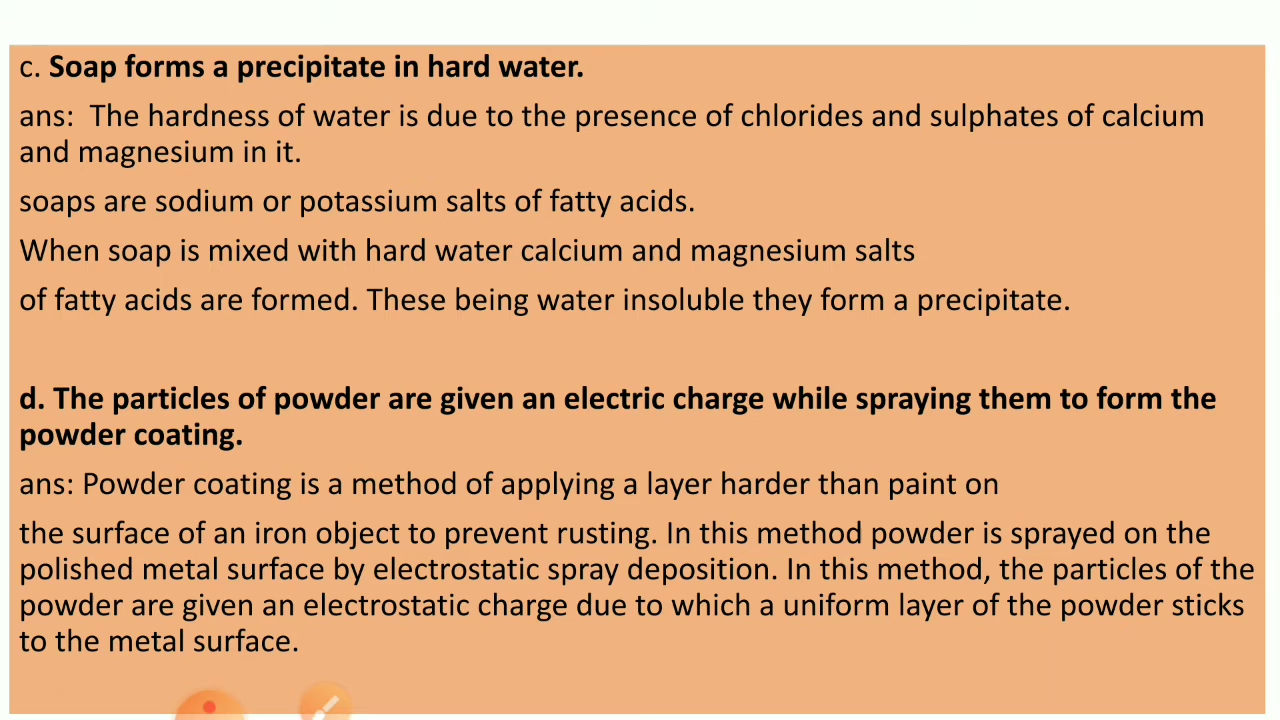 c. Soap forms a precipitate in hard water.
ans:  The hardness of water is due to the presence of chlorides and sulphates of calcium
and magnesium in it.
soaps are sodium or potassium salts of fatty acids.
When soap is mixed with hard water calcium and magnesium salts
of fatty acids are formed. These being water insoluble they form a precipitate.
d. The particles of powder are given an electric charge while spraying them to form the
powder coating.
ans: Powder coating is a method of applying a layer harder than paint on
the surface of an iron object to prevent rusting. In this method powder is sprayed on the
polished metal surface by electrostatic spray deposition. In this method, the particles of the
powder are given an electrostatic charge due to which a uniform layer of the powder sticks
to the metal surface.